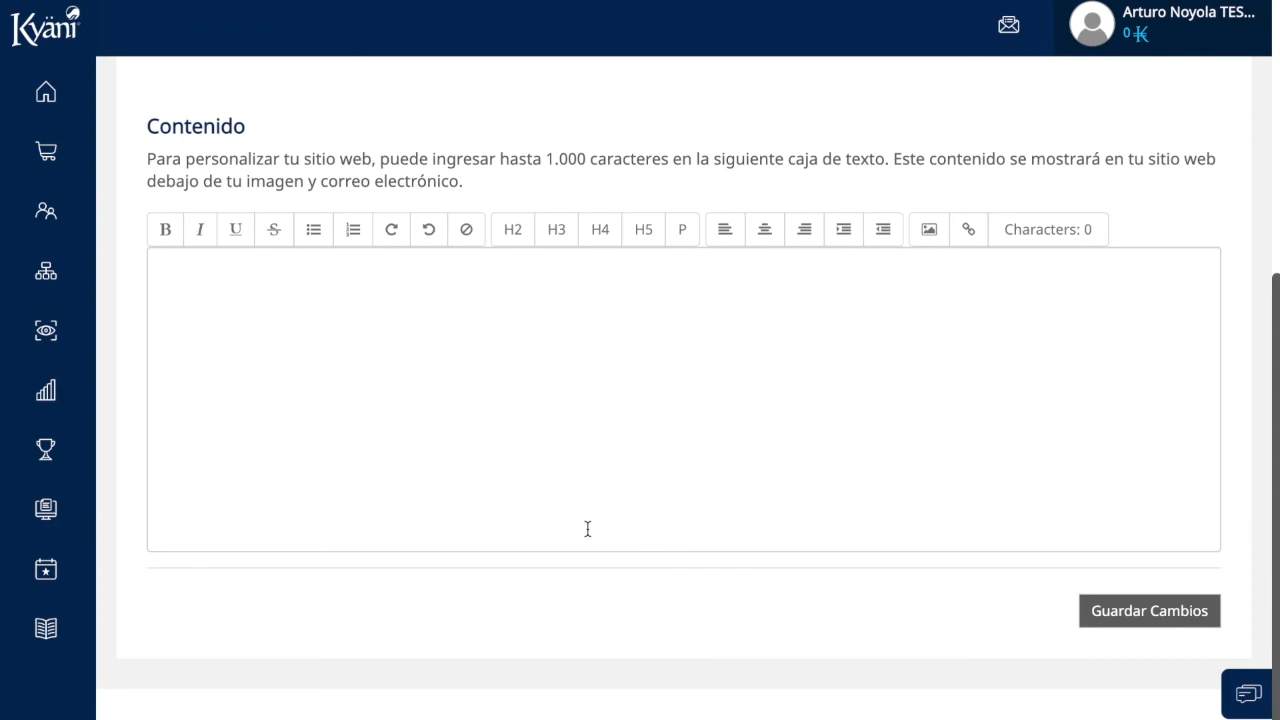 Kyäni
Arturo Noyola TES...
0
Contenido
Para personalizar tu sitio web, puede ingresar hasta 1.000 caracteres en la siguiente caja de texto. Este contenido se mostrará en tu sitio web
debajo de tu imagen y correo electrónico.
B I U S H2 H3 H4 H5 P Characters: 0
Guardar Cambios